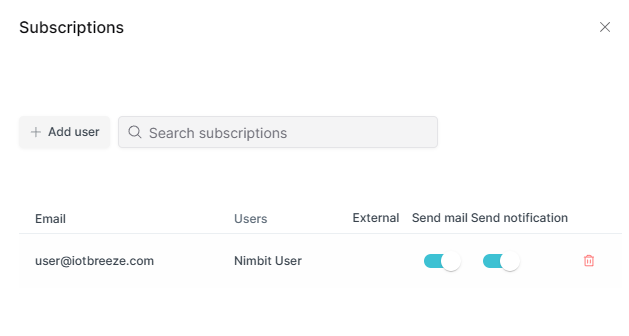 Subscriptions
Add user
Search subscriptions
Email Users External Send mail Send notification
user@iotbreeze.com Nimbit User